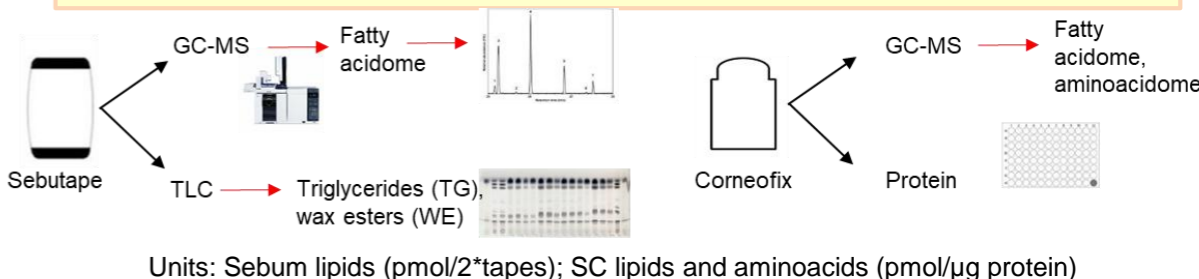 GC-MS
Fatty
acidome
Sebutape
TLC
Triglycerides (TG),
wax esters (WE)
GC-MS
Fatty
acidome,
aminoacidome
Corneofix
Protein
Units: Sebum lipids (pmol/2*tapes); SC lipids and aminoacids (pmol/µg protein)